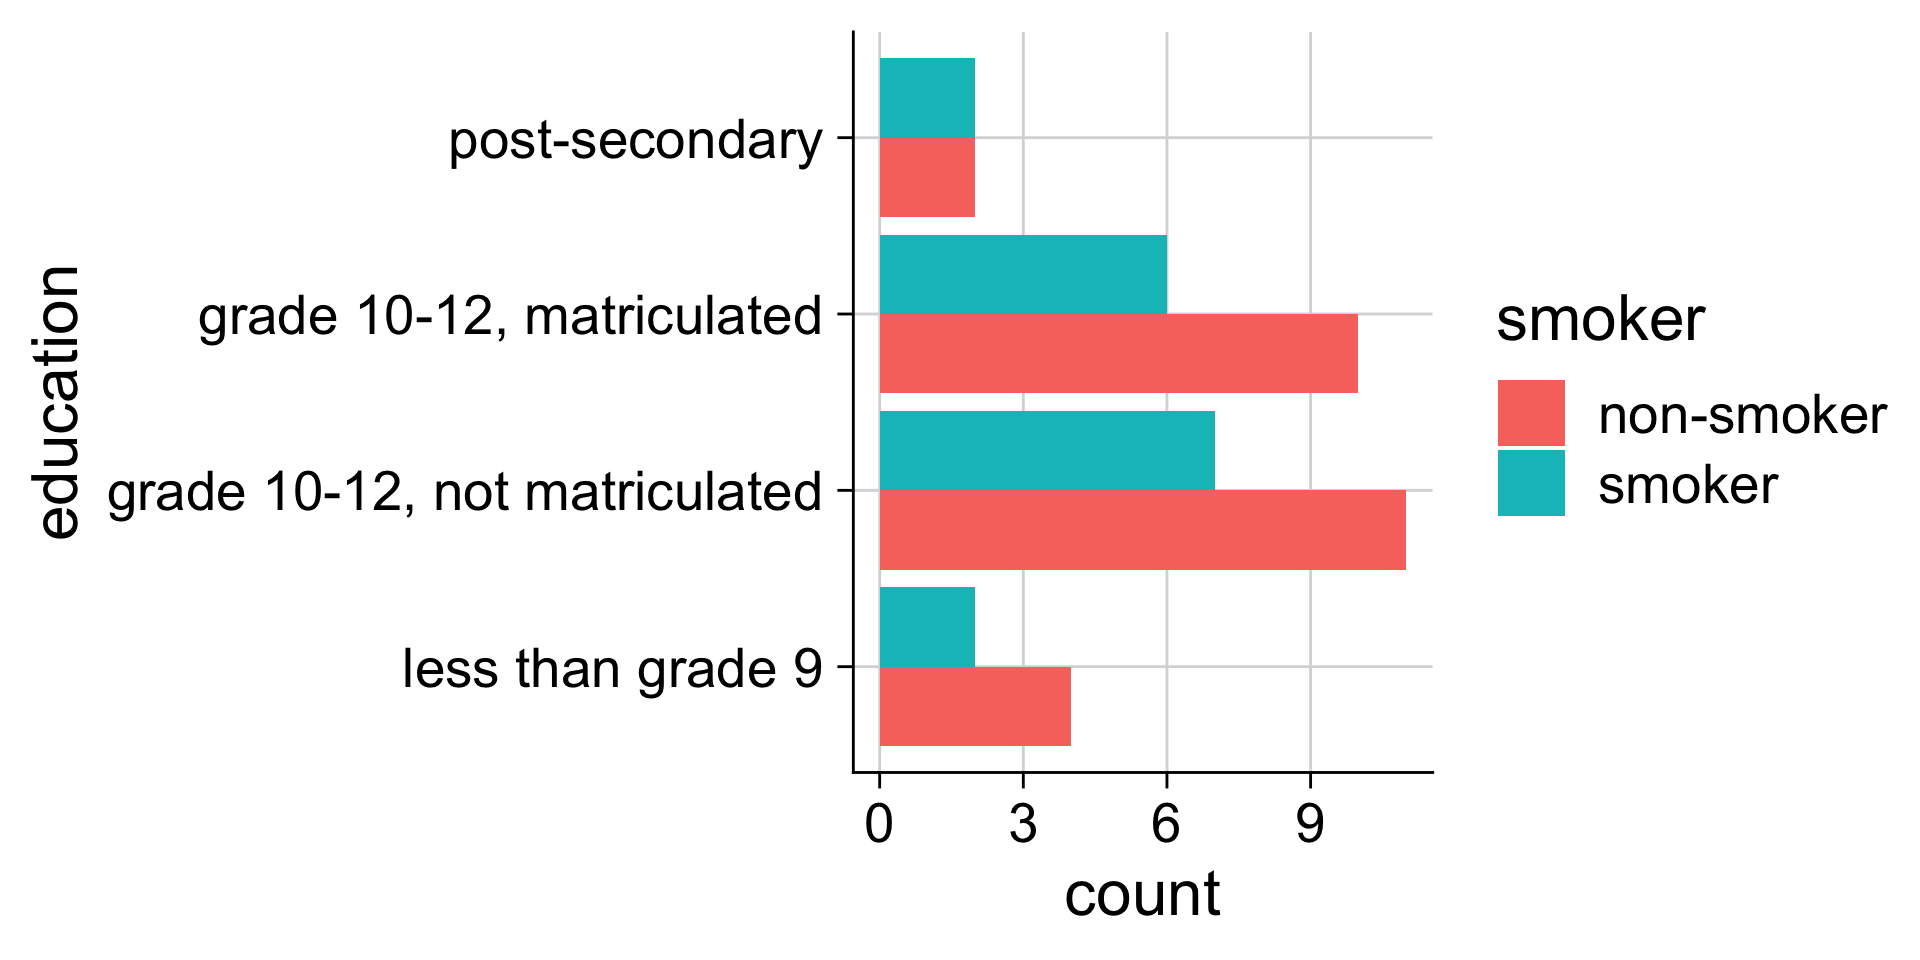 education
post-secondary
grade 10-12, matriculated
grade 10-12, not matriculated
less than grade 9
0 3 6 9
count
smoker
non-smoker
smoker